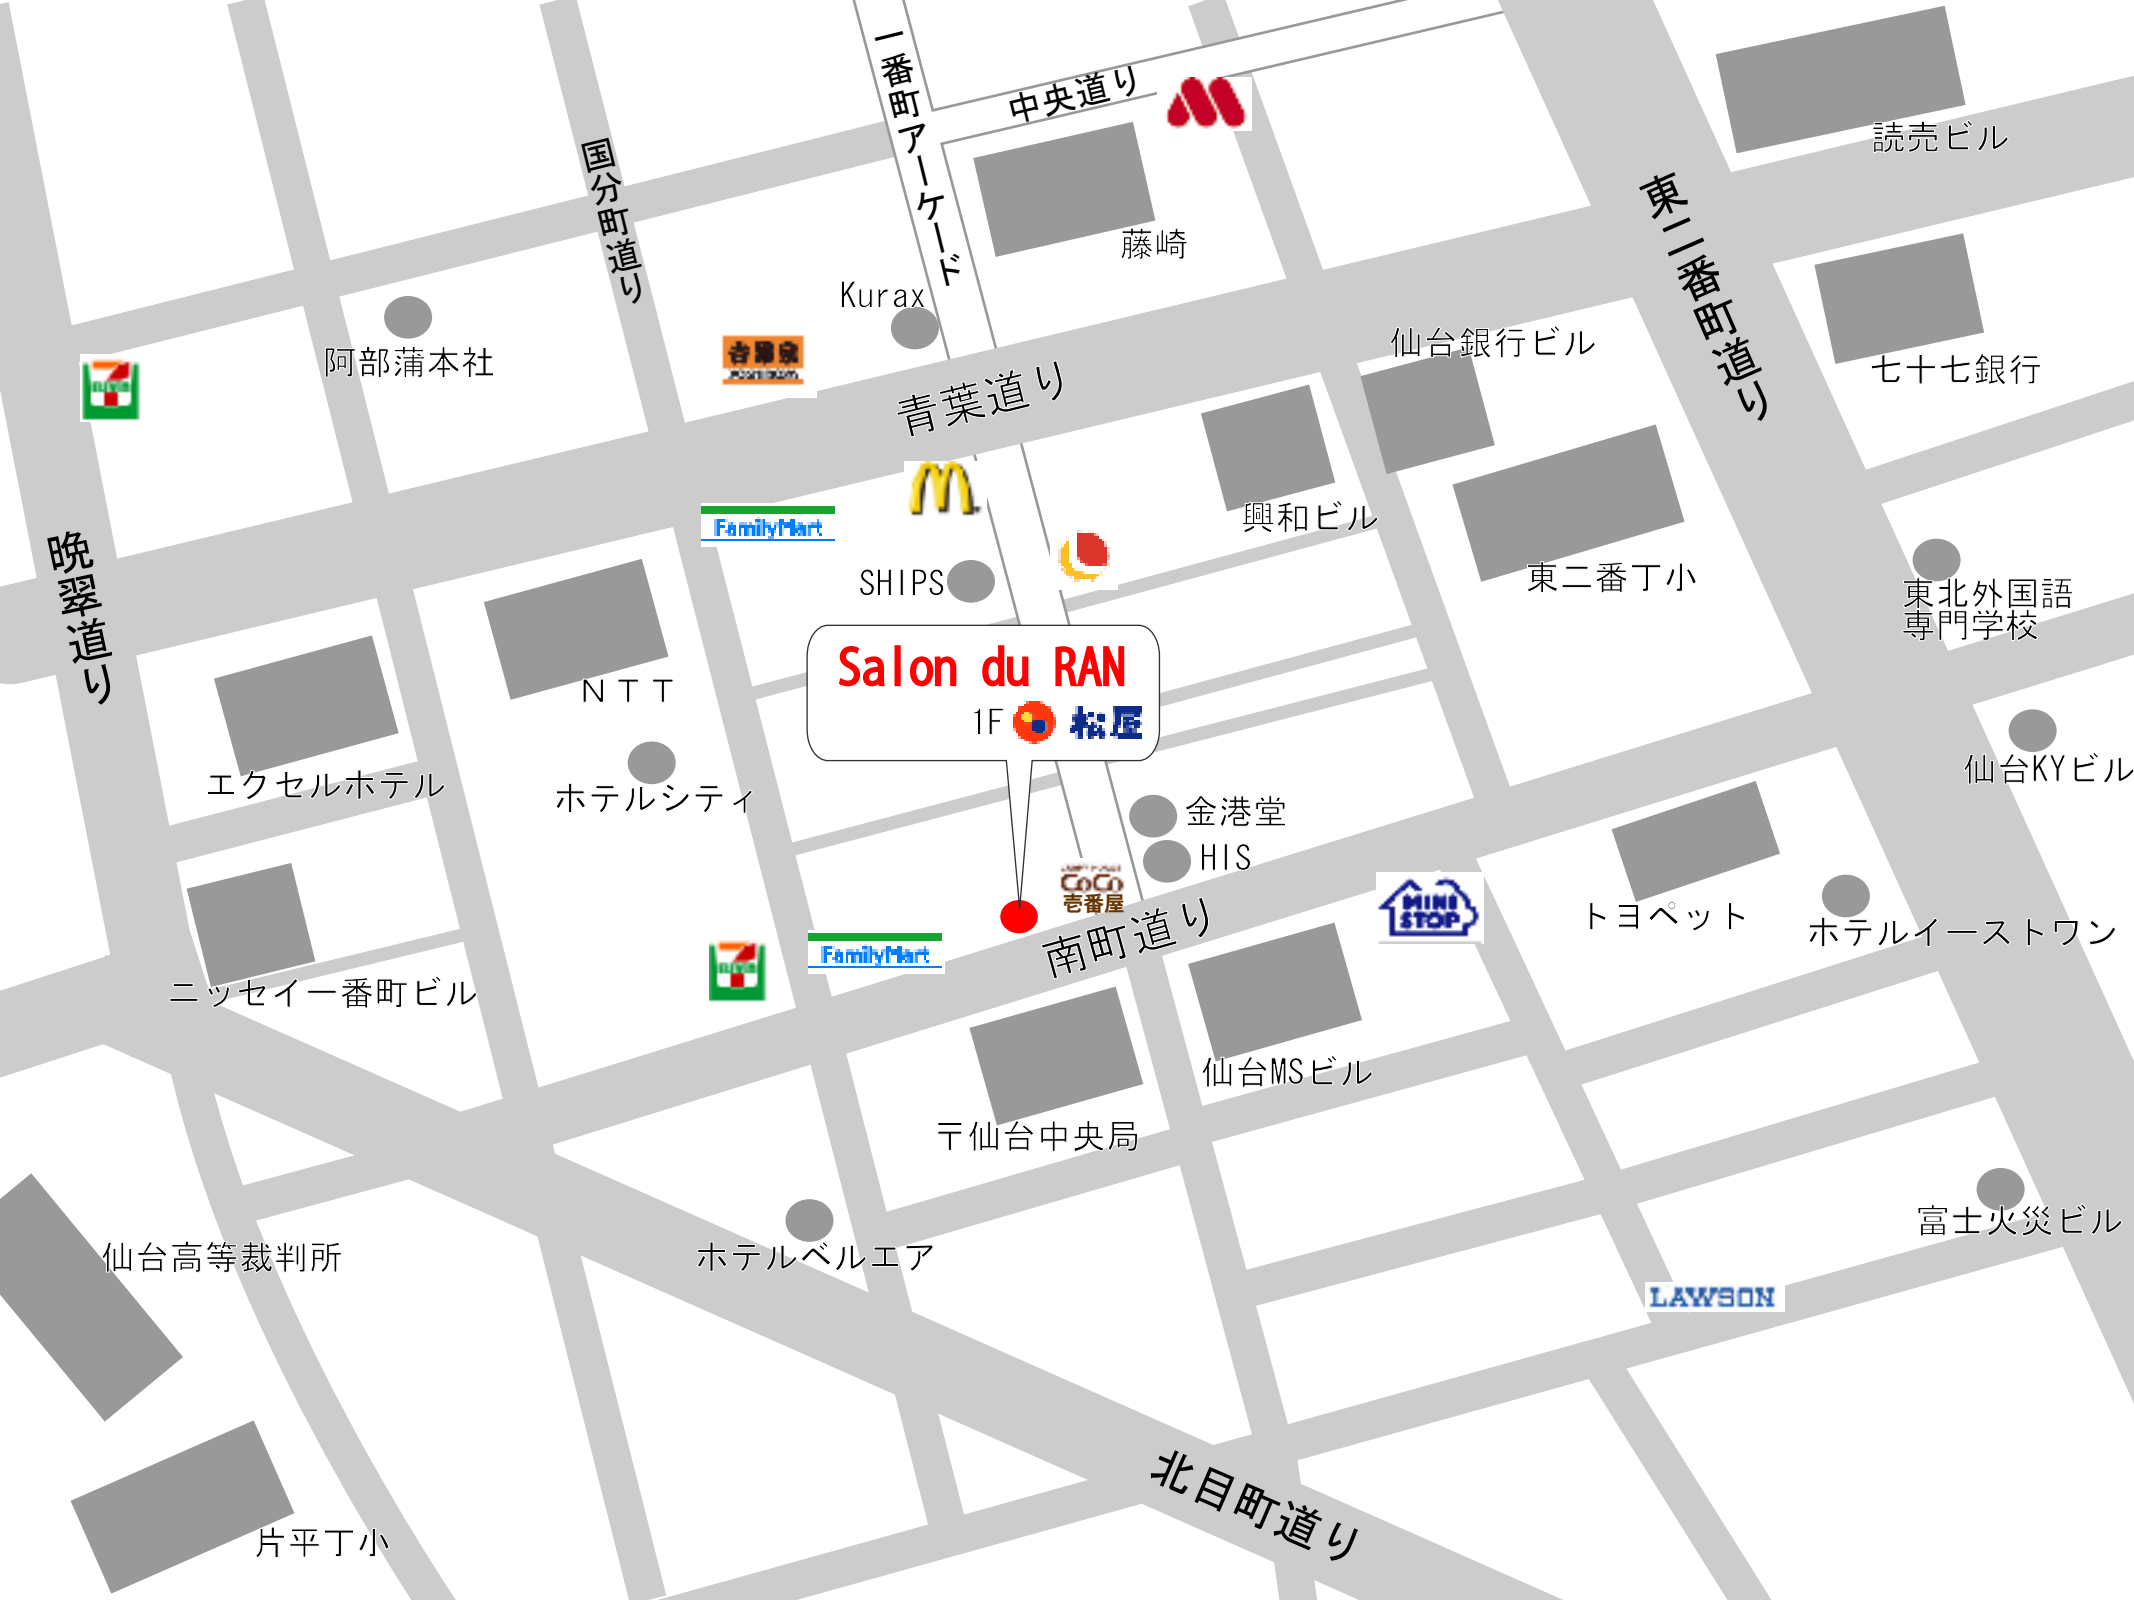 一番町アーケード
中央道り
読売ビル
国分町道り
東二番町道り
藤崎
Kurax
阿部蒲本社
吉野家
仙台銀行ビル
七十七銀行
青葉道り
ELEVEN
FamilyMart
興和ビル
晩翠道り
SHIPS
東二番丁小
東北外国語
専門学校
Salon du RAN
1F 松屋
NTT
エクセルホテル
ホテルシティ
仙台KYビル
金港堂
HIS
CoCo
壱番屋
MINI
STOP
トヨペット
ホテルイーストワン
南町道り
FamilyMart
ELEVEN
ニッセイ一番町ビル
仙台MSビル
〒仙台中央局
富士火災ビル
仙台高等裁判所
ホテルベルエア
LAWSON
北目町道り
片平丁小